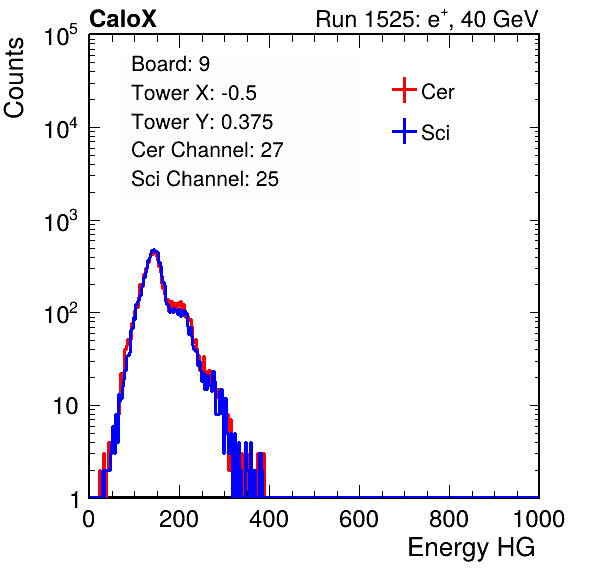 CaloX Run 1525: e⁺, 40 GeV
Counts
10⁵
10⁴
10³
10²
10
1
Board: 9
Tower X: -0.5
Tower Y: 0.375
Cer Channel: 27
Sci Channel: 25
Cer
Sci
0 200 400 600 800 1000
Energy HG